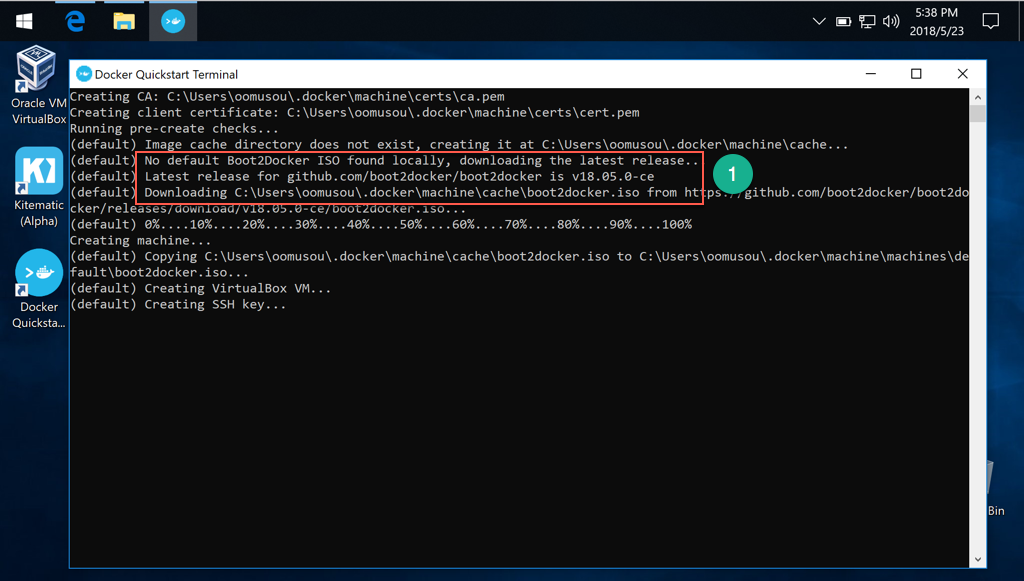 5:38 PM
2018/5/23
Oracle VM
VirtualBox
Kitematic
(Alpha)
Docker
Quicksta...
Docker Quickstart Terminal
Creating CA: C:\Users\oomusou\.docker\machine\certs\ca.pem
Creating client certificate: C:\Users\oomusou\.docker\machine\certs\cert.pem
Running pre-create checks...
(default) Image cache directory does not exist, creating it at C:\Users\oomusou\.docker\machine\cache...
(default) No default Boot2Docker ISO found locally, downloading the latest release..
(default) Latest release for github.com/boot2docker/boot2docker is v18.05.0-ce
(default) Downloading C:\Users\oomusou\.docker\machine\cache\boot2docker.iso from https://github.com/boot2docker/boot2do
cker/releases/download/v18.05.0-ce/boot2docker.iso...
(default) 0%....10%....20%....30%....40%....50%....60%....70%....80%....90%....100%
Creating machine...
(default) Copying C:\Users\oomusou\.docker\machine\cache\boot2docker.iso to C:\Users\oomusou\.docker\machine\machines\de
fault\boot2docker.iso...
(default) Creating VirtualBox VM...
(default) Creating SSH key...
1
Bin